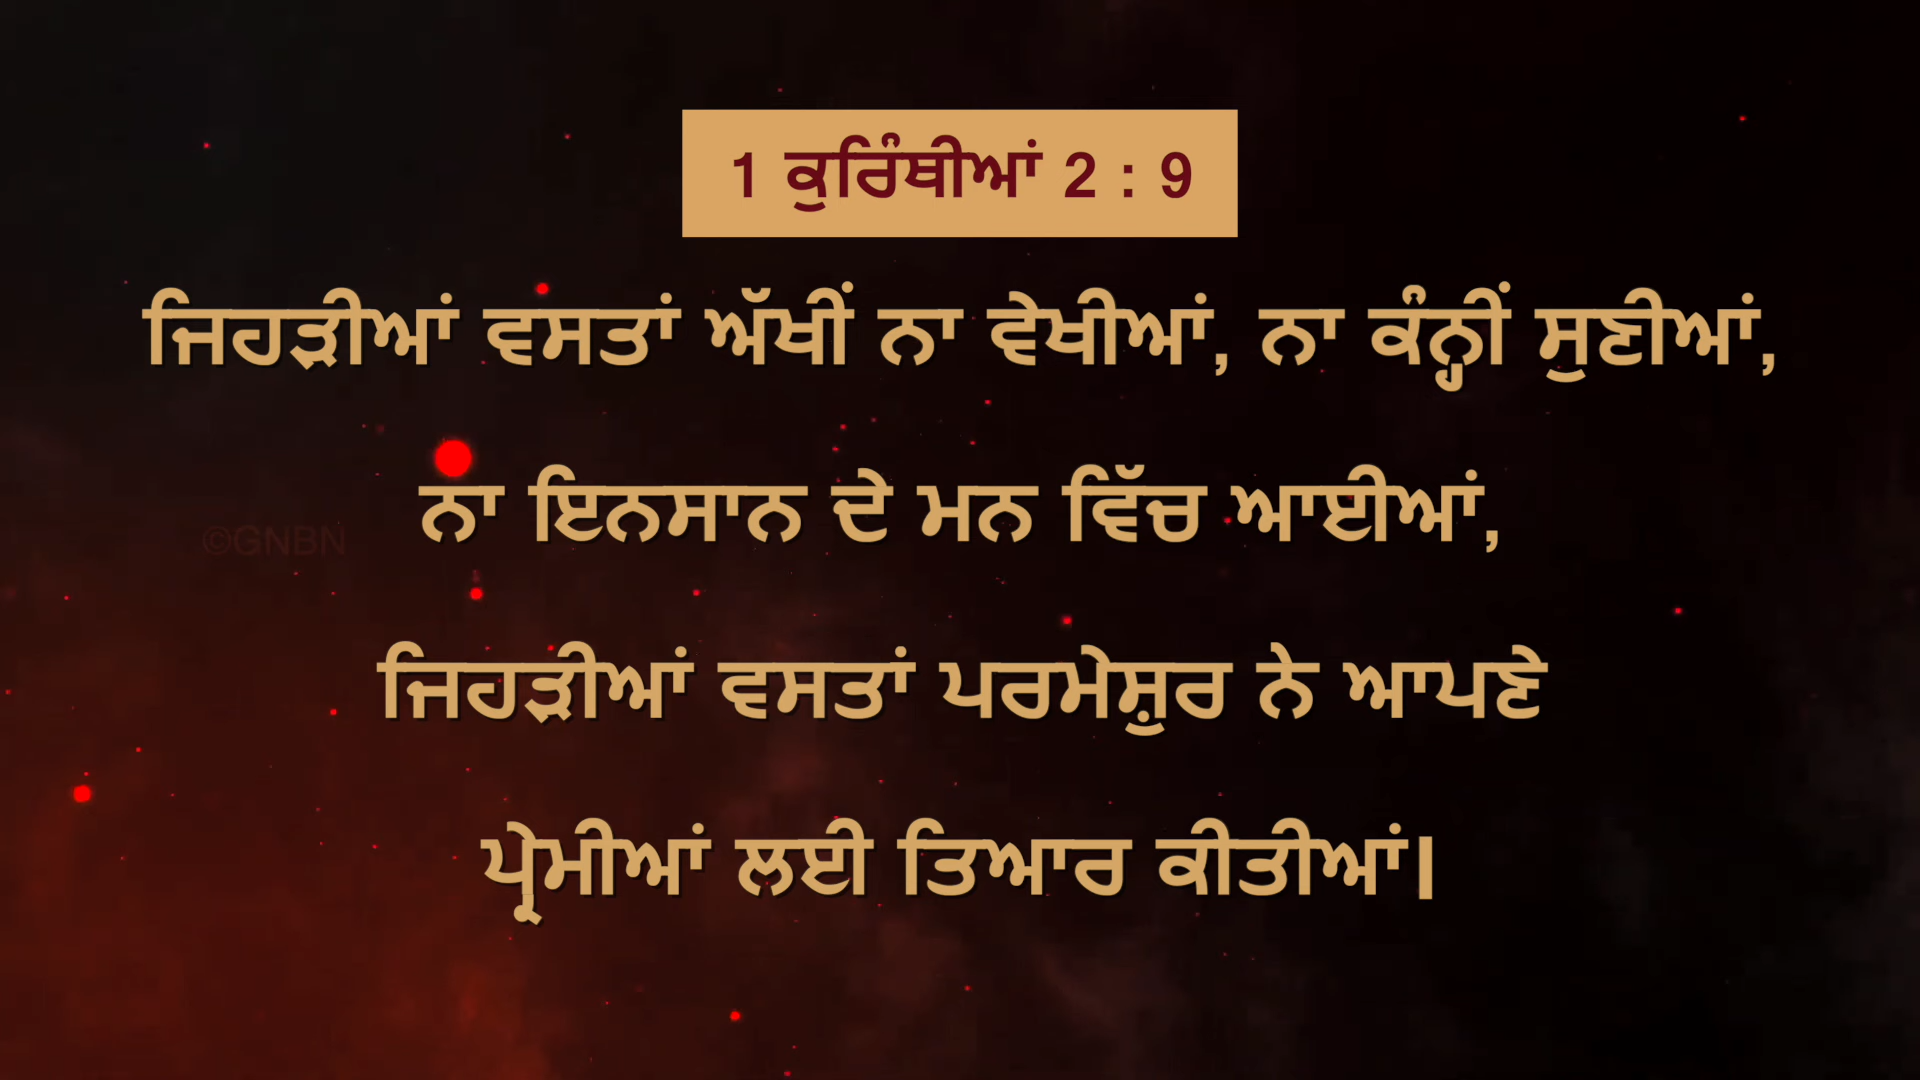 1 ਕੁਰਿੰਥੀਆਂ 2 : 9
ਜਿਹੜੀਆਂ ਵਸਤਾਂ ਅੱਖੀਂ ਨਾ ਵੇਖੀਆਂ, ਨਾ ਕੰਨ੍ਹੀਂ ਸੁਣੀਆਂ,
ਨਾ ਇਨਸਾਨ ਦੇ ਮਨ ਵਿੱਚ ਆਈਆਂ,
©GNBN
ਜਿਹੜੀਆਂ ਵਸਤਾਂ ਪਰਮੇਸ਼ੁਰ ਨੇ ਆਪਣੇ
ਪ੍ਰੇਮੀਆਂ ਲਈ ਤਿਆਰ ਕੀਤੀਆਂ।